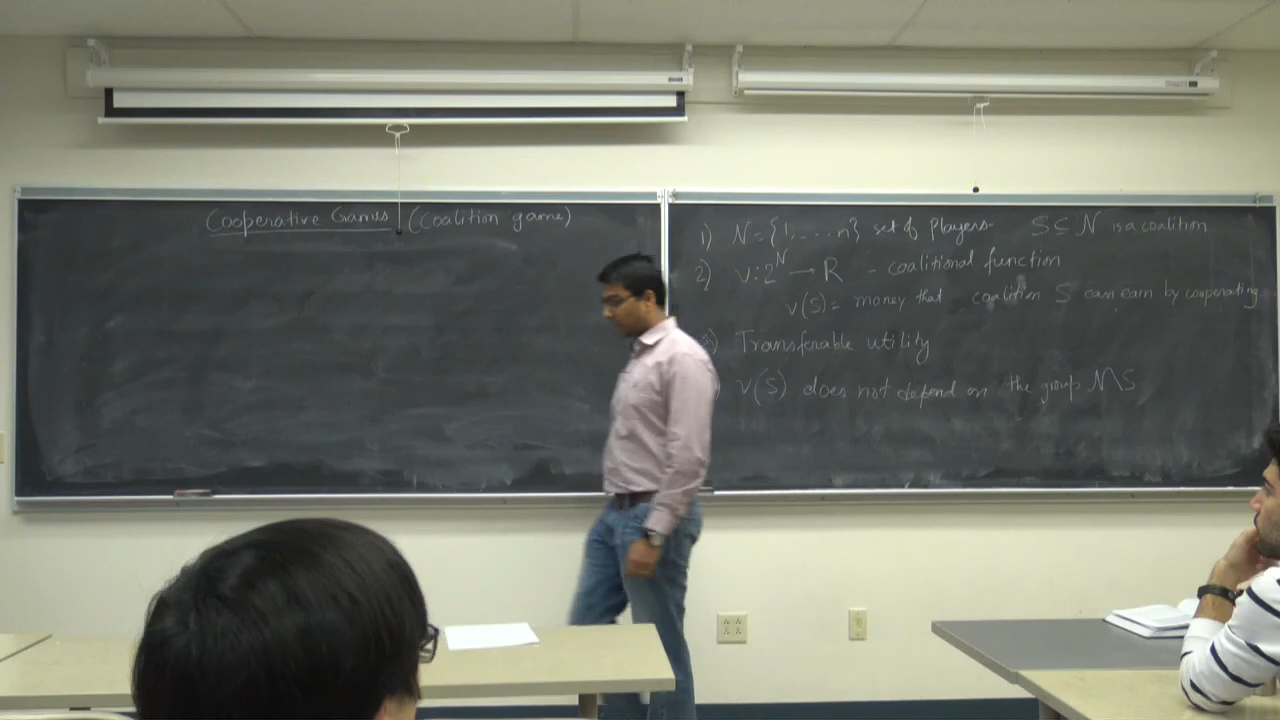 Cooperative Games (Coalition game)
1) N = {1, .... n} set of Players S ⊆ N is a coalition
2) v : 2^N → R - coalitional function
v(S) = money that coalition S can earn by cooperating
) Transferable utility
) v(S) does not depend on the group N\S